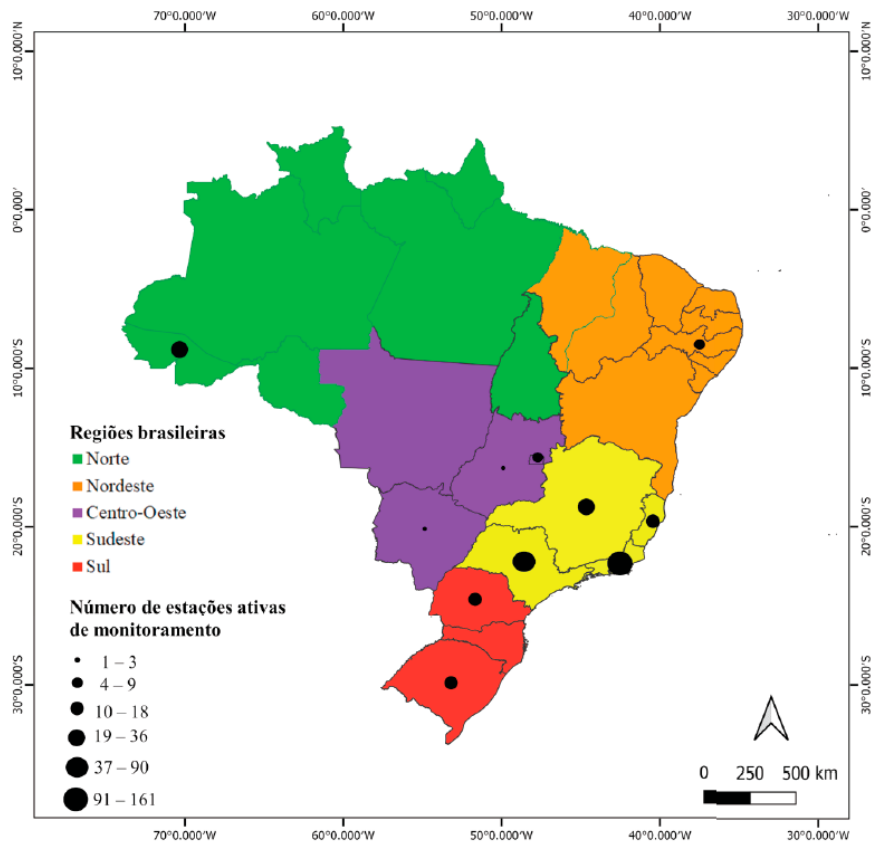 70°0.000'W 60°0.000'W 50°0.000'W 40°0.000'W 30°0.000'W
10°0.000'N 10°0.000'N
0°0.000' 0°0.000'
10°0.000'S 10°0.000'S
20°0.000'S 20°0.000'S
30°0.000'S 30°0.000'S
Regiões brasileiras
Norte
Nordeste
Centro-Oeste
Sudeste
Sul
Número de estações ativas
de monitoramento
1 – 3
4 – 9
10 – 18
19 – 36
37 – 90
91 – 161
0 250 500 km
70°0.000'W 60°0.000'W 50°0.000'W 40°0.000'W 30°0.000'W